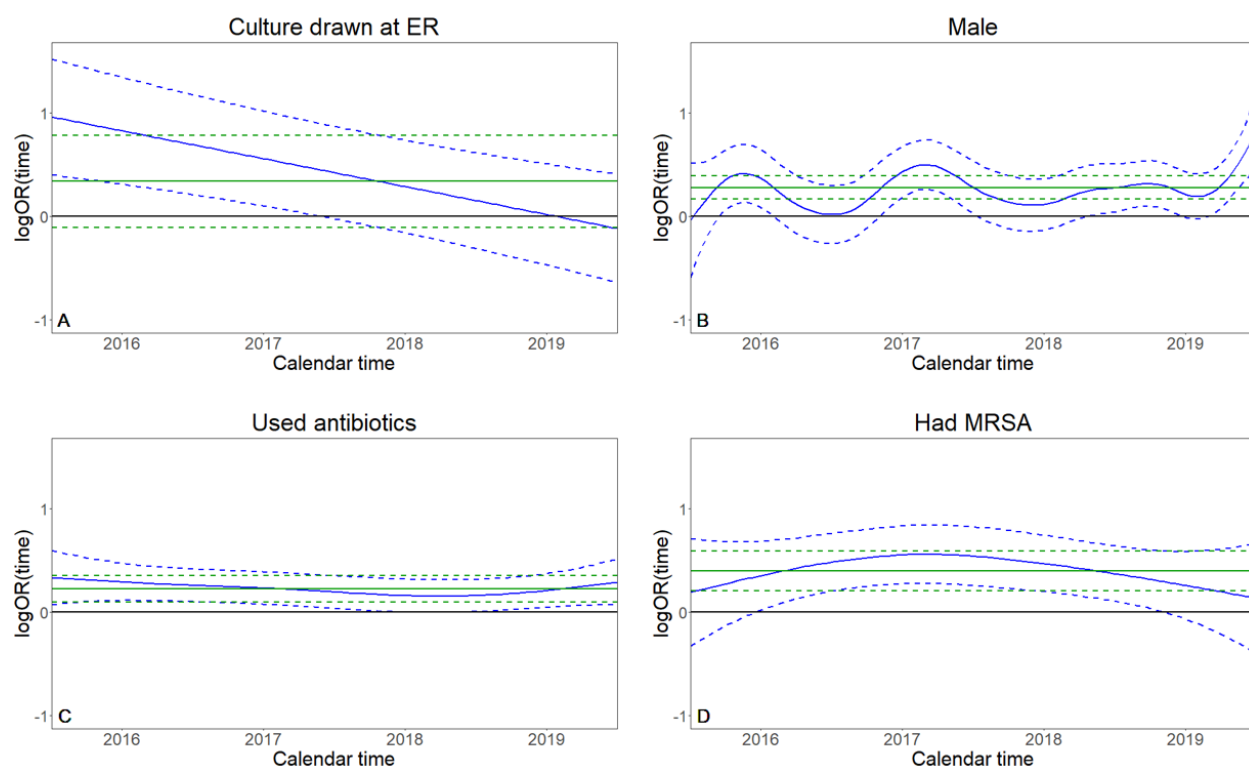 Culture drawn at ER
logOR(time)
1
0
-1
A
2016 2017 2018 2019
Calendar time
Male
logOR(time)
1
0
-1
B
2016 2017 2018 2019
Calendar time
Used antibiotics
logOR(time)
1
0
-1
C
2016 2017 2018 2019
Calendar time
Had MRSA
logOR(time)
1
0
-1
D
2016 2017 2018 2019
Calendar time